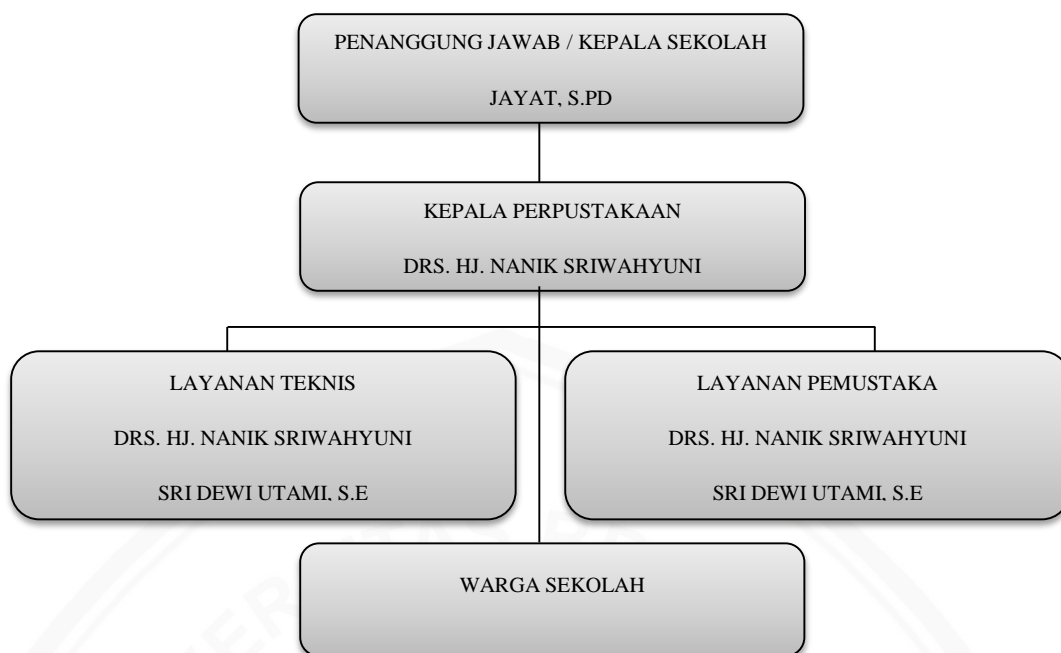 PENANGGUNG JAWAB / KEPALA SEKOLAH
JAYAT, S.PD
KEPALA PERPUSTAKAAN
DRS. HJ. NANIK SRIWAHYUNI
LAYANAN TEKNIS
DRS. HJ. NANIK SRIWAHYUNI
SRI DEWI UTAMI, S.E
LAYANAN PEMUSTAKA
DRS. HJ. NANIK SRIWAHYUNI
SRI DEWI UTAMI, S.E
WARGA SEKOLAH